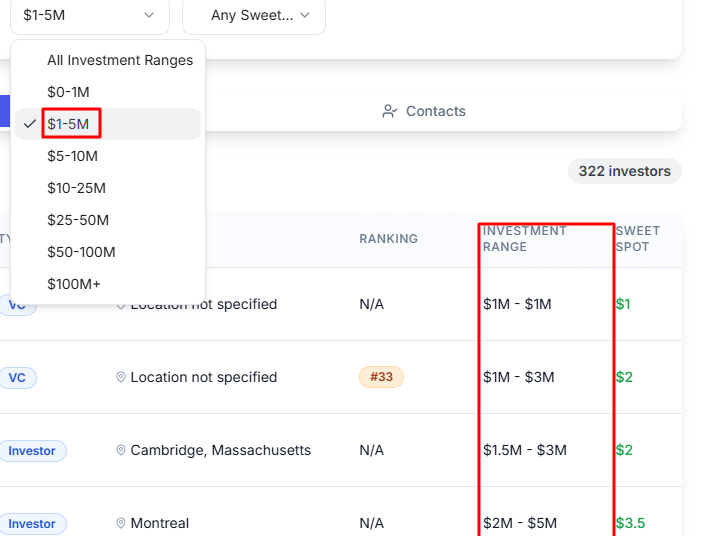 $1-5M
Any Sweet...
All Investment Ranges
$0-1M
$1-5M
$5-10M
$10-25M
$25-50M
$50-100M
$100M+
Contacts
322 investors
RANKING
INVESTMENT
RANGE
SWEET
SPOT
VC
Location not specified
N/A
$1M - $1M
$1
VC
Location not specified
#33
$1M - $3M
$2
Investor
Cambridge, Massachusetts
N/A
$1.5M - $3M
$2
Investor
Montreal
N/A
$2M - $5M
$3.5